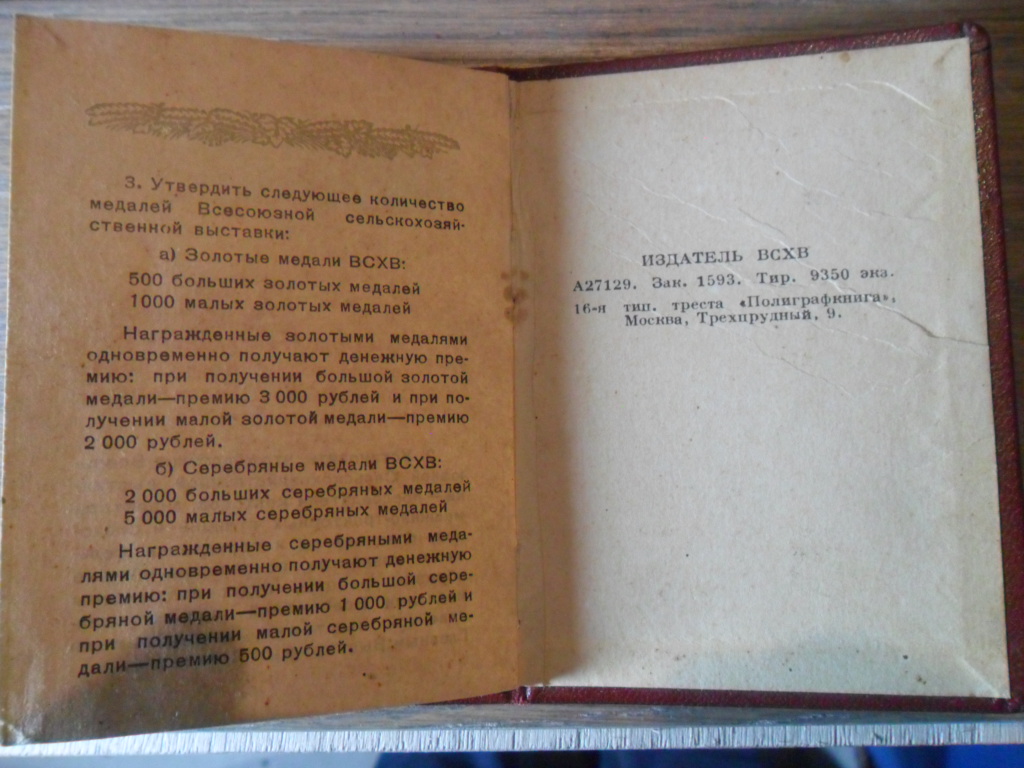 3. Утвердить следующее количество
медалей Всесоюзной сельскохозяй-
ственной выставки:
а) Золотые медали ВСХВ:
500 больших золотых медалей
1000 малых золотых медалей
Награжденные золотыми медалями
одновременно получают денежную пре-
мию: при получении большой золотой
медали—премию 3 000 рублей и при по-
лучении малой золотой медали—премию
2 000 рублей.
б) Серебряные медали ВСХВ:
2 000 больших серебряных медалей
5 000 малых серебряных медалей
Награжденные серебряными меда-
лями одновременно получают денежную
премию: при получении большой сере-
бряной медали—премию 1 000 рублей и
при получении малой серебряной ме-
дали—премию 500 рублей.
ИЗДАТЕЛЬ ВСХВ
А27129. Зак. 1593. Тир. 9350 экз.
16-я тип. треста «Полиграфкнига»,
Москва, Трехпрудный, 9.